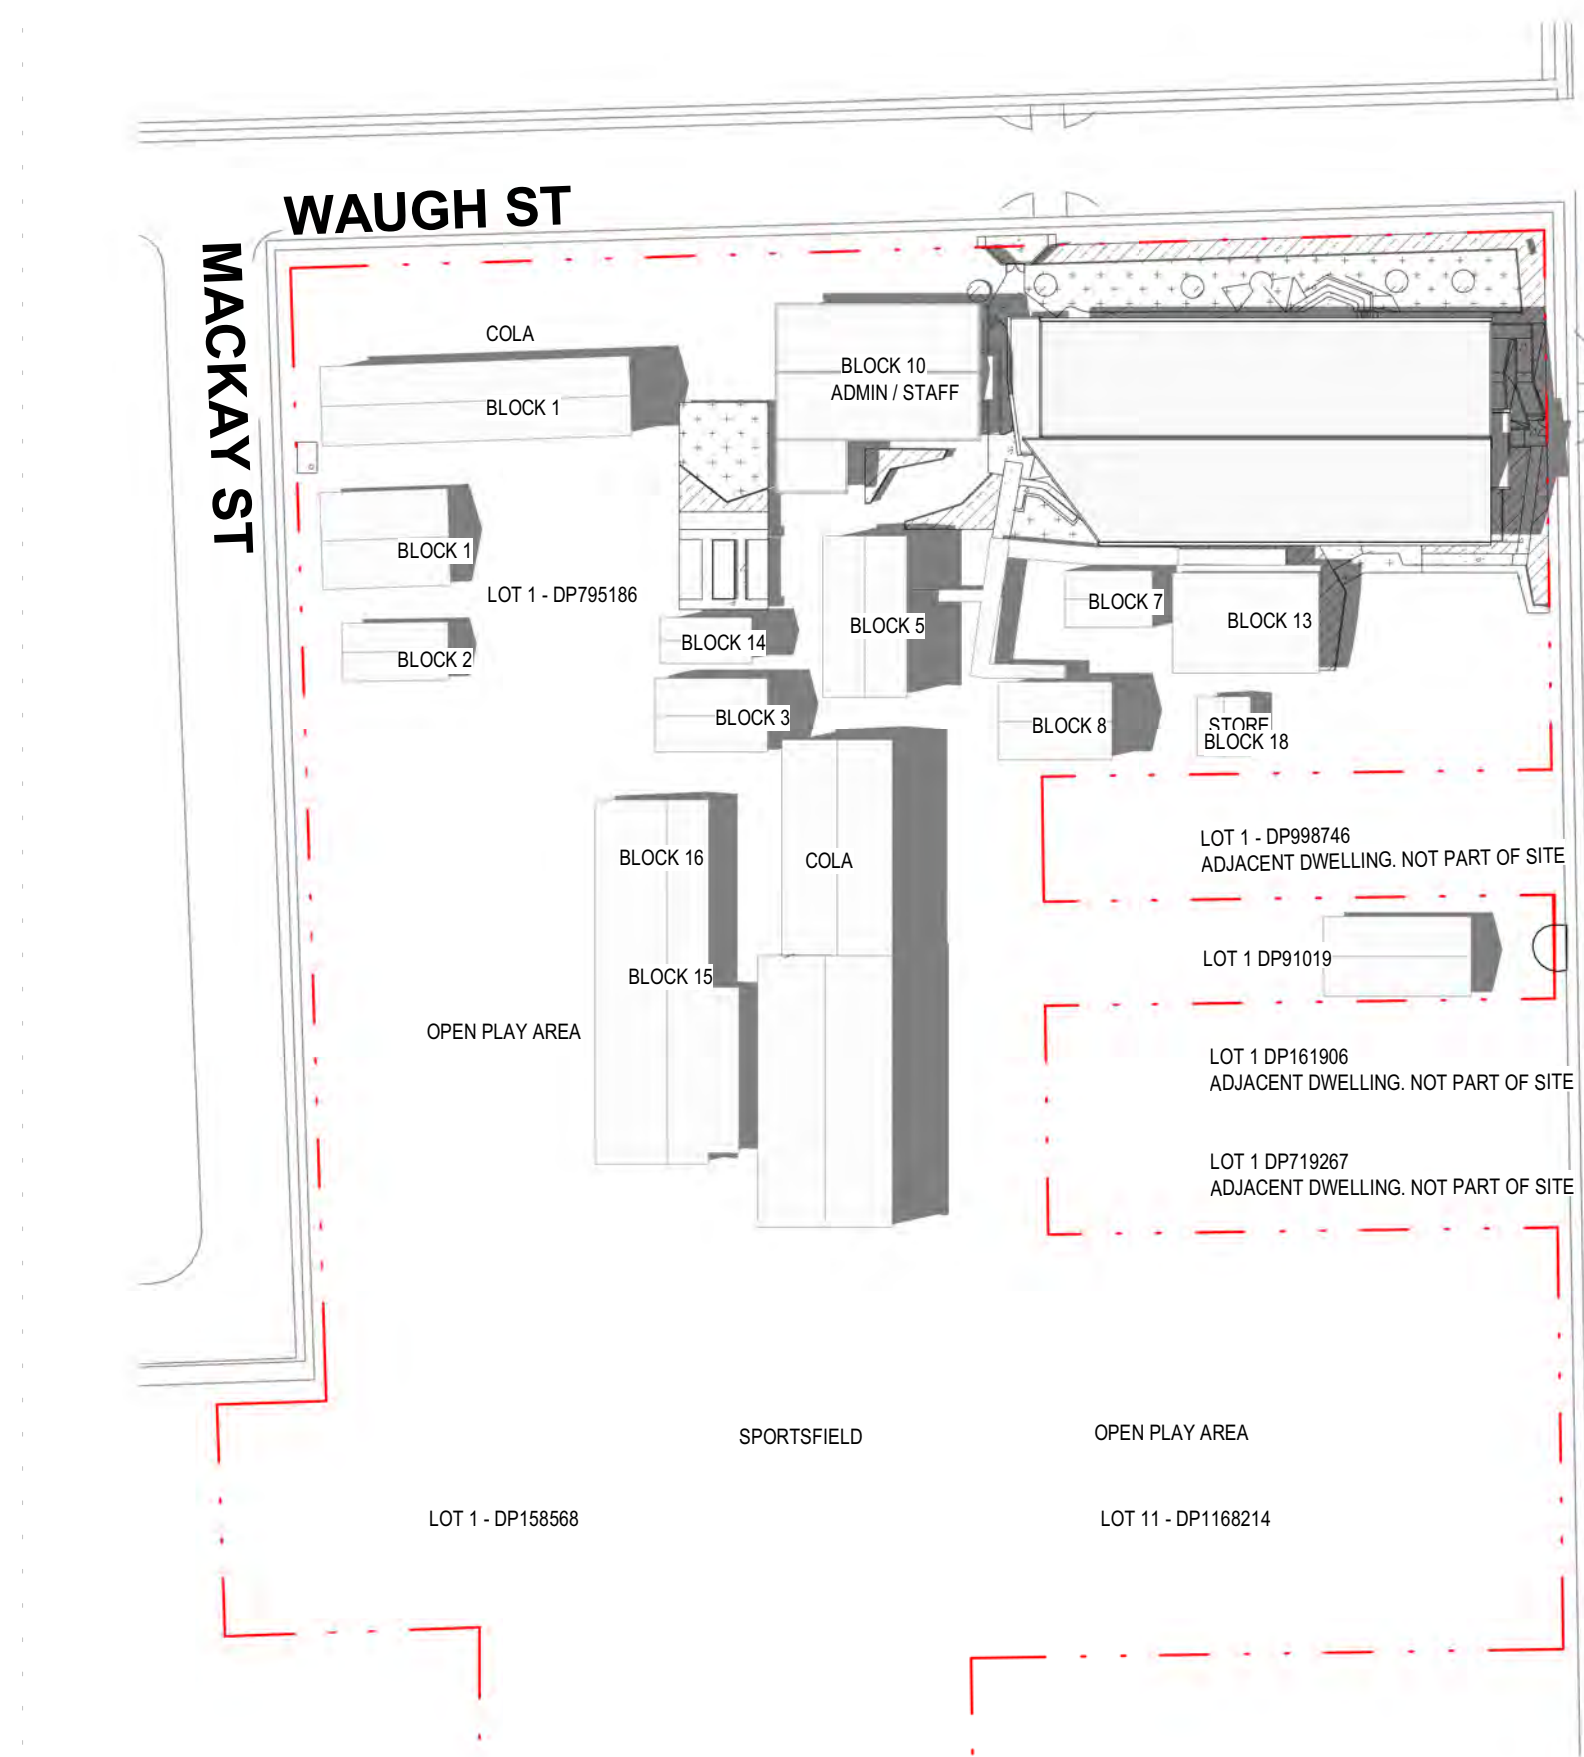 WAUGH ST
MACKAY ST
COLA
BLOCK 1
BLOCK 10
ADMIN / STAFF
BLOCK 1
LOT 1 - DP795186
BLOCK 2
BLOCK 14
BLOCK 5
BLOCK 7
BLOCK 13
BLOCK 3
BLOCK 8
STORE
BLOCK 18
BLOCK 16
COLA
LOT 1 - DP998746
ADJACENT DWELLING. NOT PART OF SITE
BLOCK 15
LOT 1 DP91019
OPEN PLAY AREA
LOT 1 DP161906
ADJACENT DWELLING. NOT PART OF SITE
LOT 1 DP719267
ADJACENT DWELLING. NOT PART OF SITE
SPORTSFIELD
OPEN PLAY AREA
LOT 1 - DP158568
LOT 11 - DP1168214